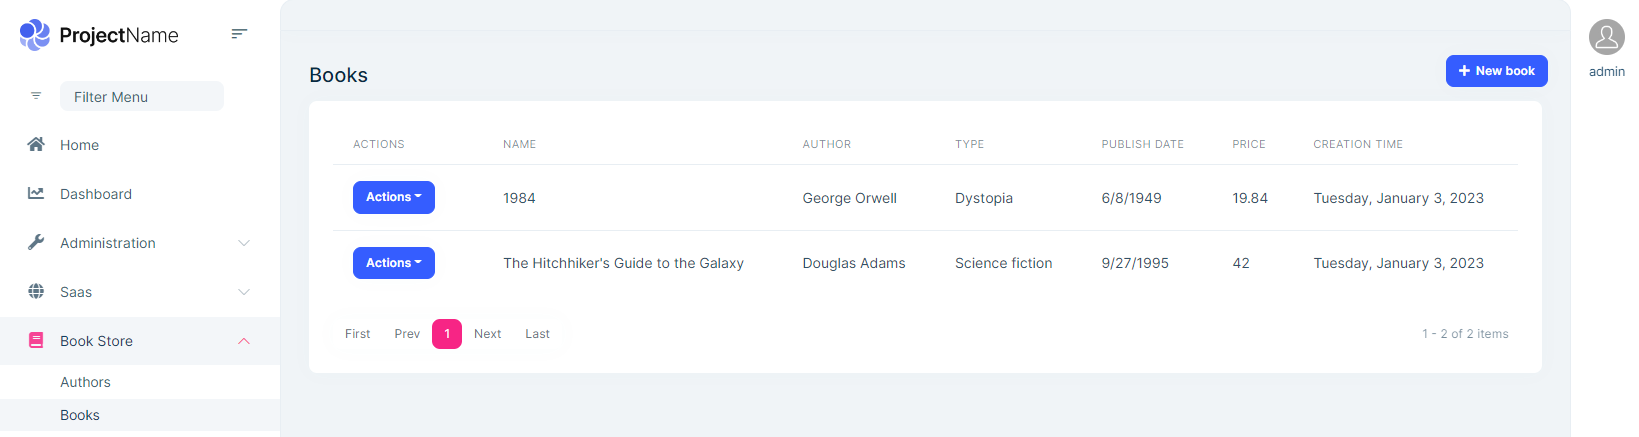 ProjectName
Filter Menu
Home
Dashboard
Administration
Saas
Book Store
Authors
Books
Books
+ New book
ACTIONS NAME AUTHOR TYPE PUBLISH DATE PRICE CREATION TIME
Actions 1984 George Orwell Dystopia 6/8/1949 19.84 Tuesday, January 3, 2023
Actions The Hitchhiker's Guide to the Galaxy Douglas Adams Science fiction 9/27/1995 42 Tuesday, January 3, 2023
First Prev 1 Next Last 1 - 2 of 2 items
admin